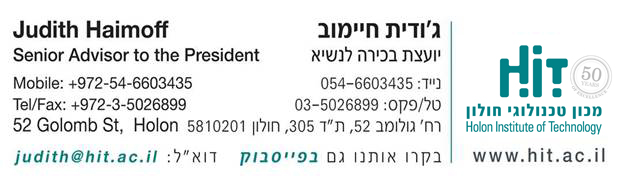 Judith Haimoff
ג'ודית חיימוב
Senior Advisor to the President
יועצת בכירה לנשיא
Mobile: +972-54-6603435
נייד: 054-6603435
Tel/Fax: +972-3-5026899
טל/פקס: 03-5026899
52 Golomb St, Holon
רח' גולומב 52, ת"ד 305, חולון 5810201
בקרו אותנו גם בפייסבוק דוא"ל: judith@hit.ac.il
HiT
50
YEARS
OF EXCELLENCE
מכון טכנולוגי חולון
Holon Institute of Technology
www.hit.ac.il